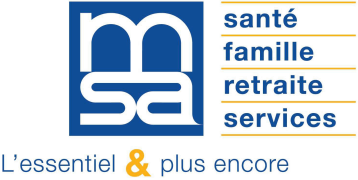 msa
santé
famille
retraite
services
L'essentiel & plus encore